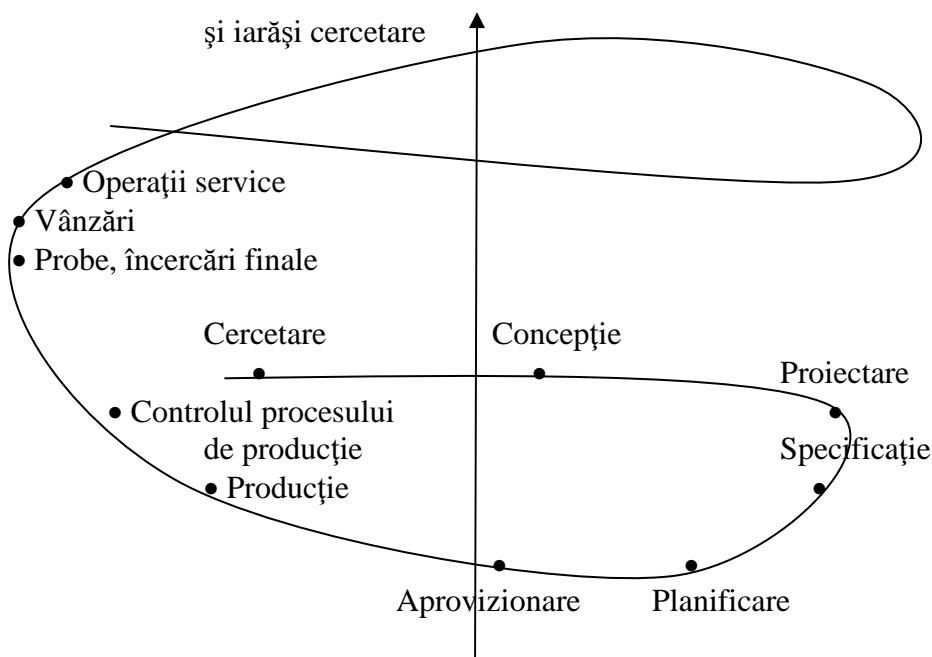 şi iarăşi cercetare
Operaţii service
Vânzări
Probe, încercări finale
Cercetare
Concepţie
Proiectare
Controlul procesului
de producţie
Specificaţie
Producţie
Aprovizionare
Planificare